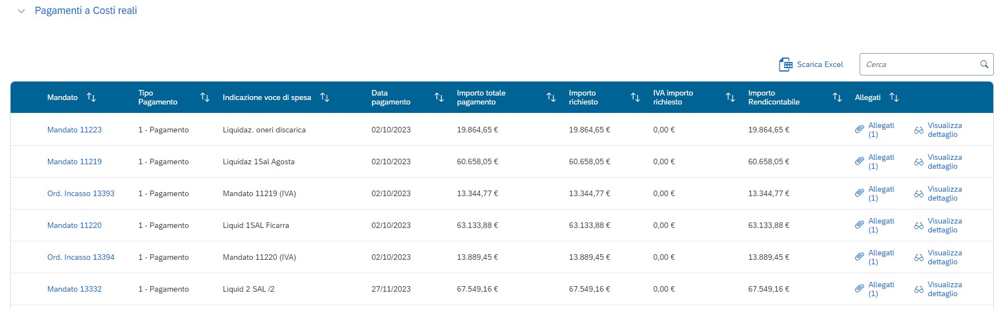 Pagamenti a Costi reali
Scarica Excel
Cerca
Mandato Tipo Pagamento Indicazione voce di spesa Data pagamento Importo totale pagamento Importo richiesto IVA importo richiesto Importo Rendicontabile Allegati
Mandato 11223 1 - Pagamento Liquidaz. oneri discarica 02/10/2023 19.864,65 € 19.864,65 € 0,00 € 19.864,65 € Allegati (1) Visualizza dettaglio
Mandato 11219 1 - Pagamento Liquidaz 1Sal Agosta 02/10/2023 60.658,05 € 60.658,05 € 0,00 € 60.658,05 € Allegati (1) Visualizza dettaglio
Ord. Incasso 13393 1 - Pagamento Mandato 11219 (IVA) 02/10/2023 13.344,77 € 13.344,77 € 0,00 € 13.344,77 € Allegati (1) Visualizza dettaglio
Mandato 11220 1 - Pagamento Liquid 1SAL Ficarra 02/10/2023 63.133,88 € 63.133,88 € 0,00 € 63.133,88 € Allegati (1) Visualizza dettaglio
Ord. Incasso 13394 1 - Pagamento Mandato 11220 (IVA) 02/10/2023 13.889,45 € 13.889,45 € 0,00 € 13.889,45 € Allegati (1) Visualizza dettaglio
Mandato 13332 1 - Pagamento Liquid 2 SAL /2 27/11/2023 67.549,16 € 67.549,16 € 0,00 € 67.549,16 € Allegati (1) Visualizza dettaglio